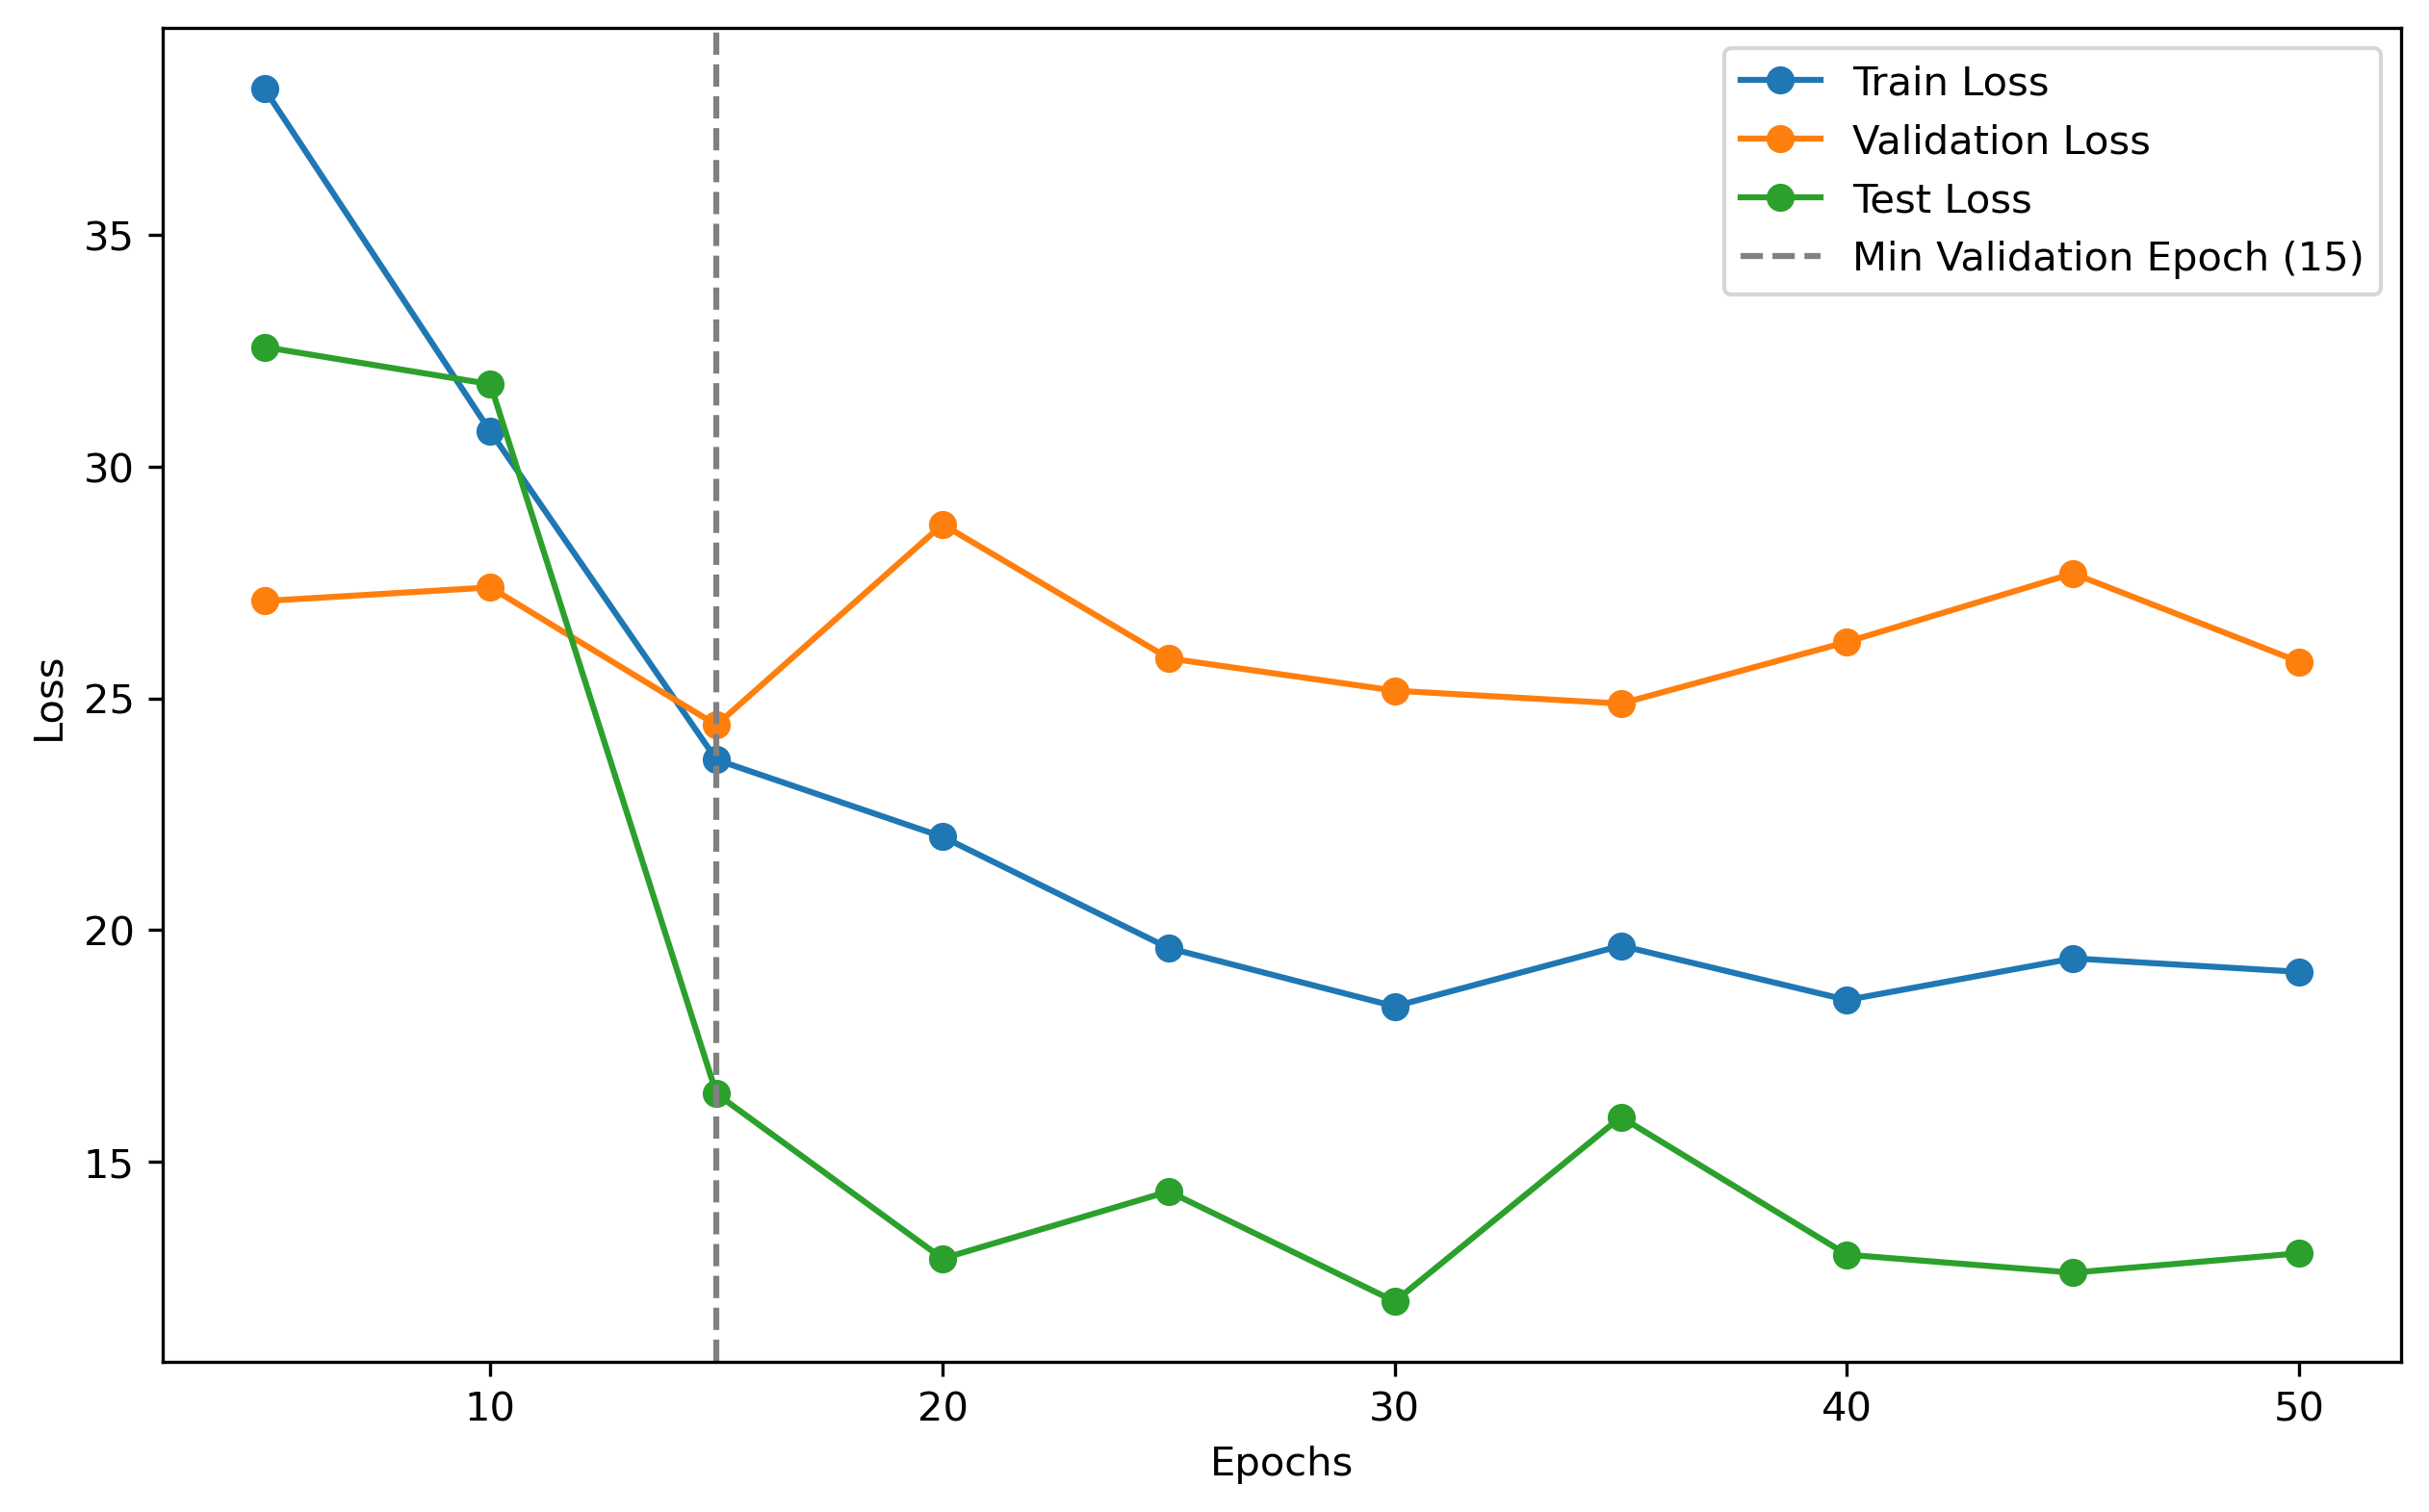 Train Loss
Validation Loss
Test Loss
Min Validation Epoch (15)
35
30
25
20
15
Loss
10 20 30 40 50
Epochs